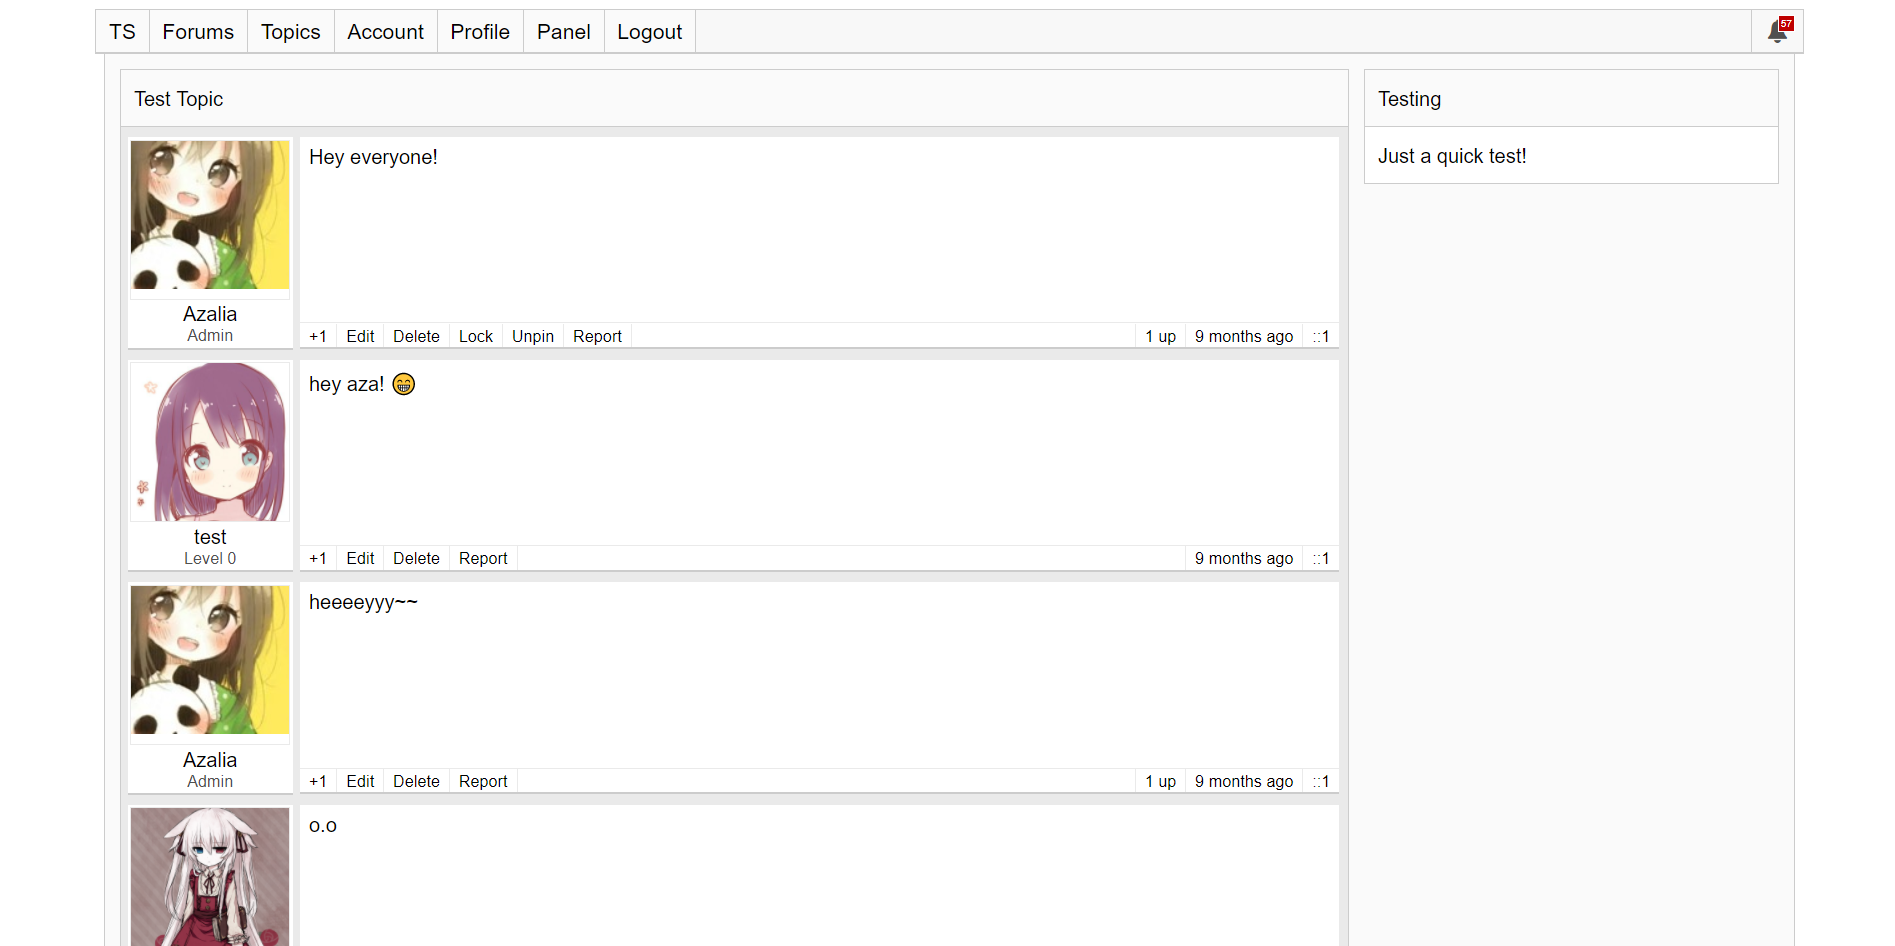 TS Forums Topics Account Profile Panel Logout 57
Test Topic
Hey everyone!
Azalia
Admin
+1 Edit Delete Lock Unpin Report 1 up 9 months ago ::1
hey aza! 😁
test
Level 0
+1 Edit Delete Report 9 months ago ::1
heeeeyyy~~
Azalia
Admin
+1 Edit Delete Report 1 up 9 months ago ::1
o.o
Testing
Just a quick test!